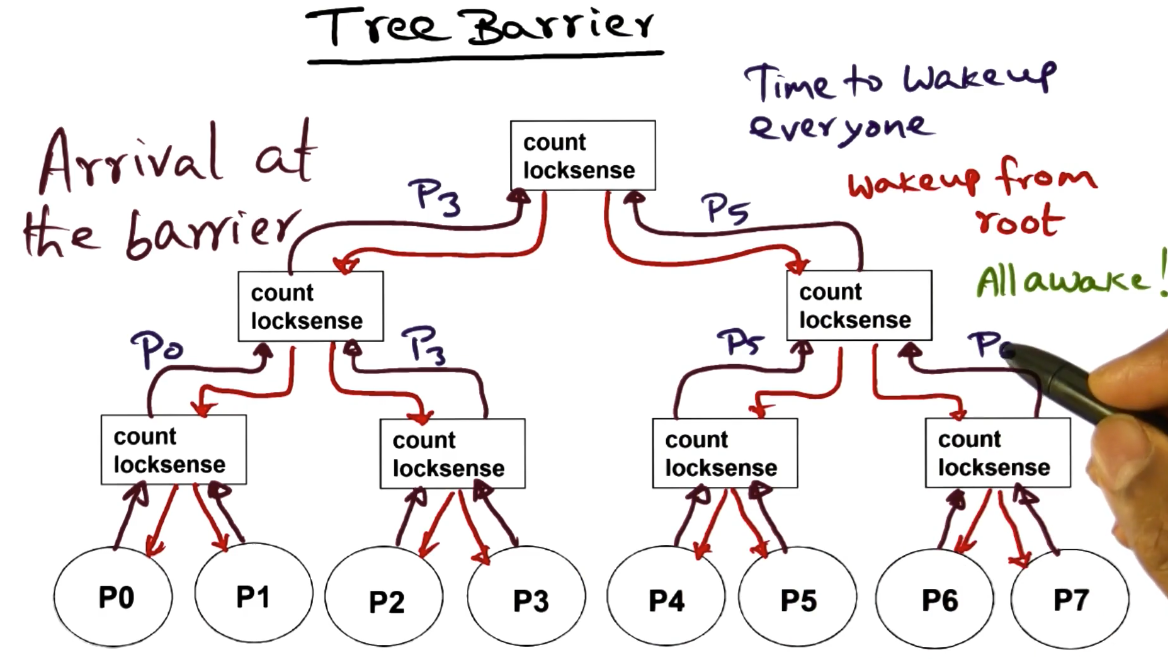 Tree Barrier
Time to wakeup
everyone
Arrival at
the barrier
count
locksense
wakeup from
root
P3
P5
All awake!
count
locksense
count
locksense
P0
P3
P5
count
locksense
count
locksense
count
locksense
count
locksense
P0
P1
P2
P3
P4
P5
P6
P7